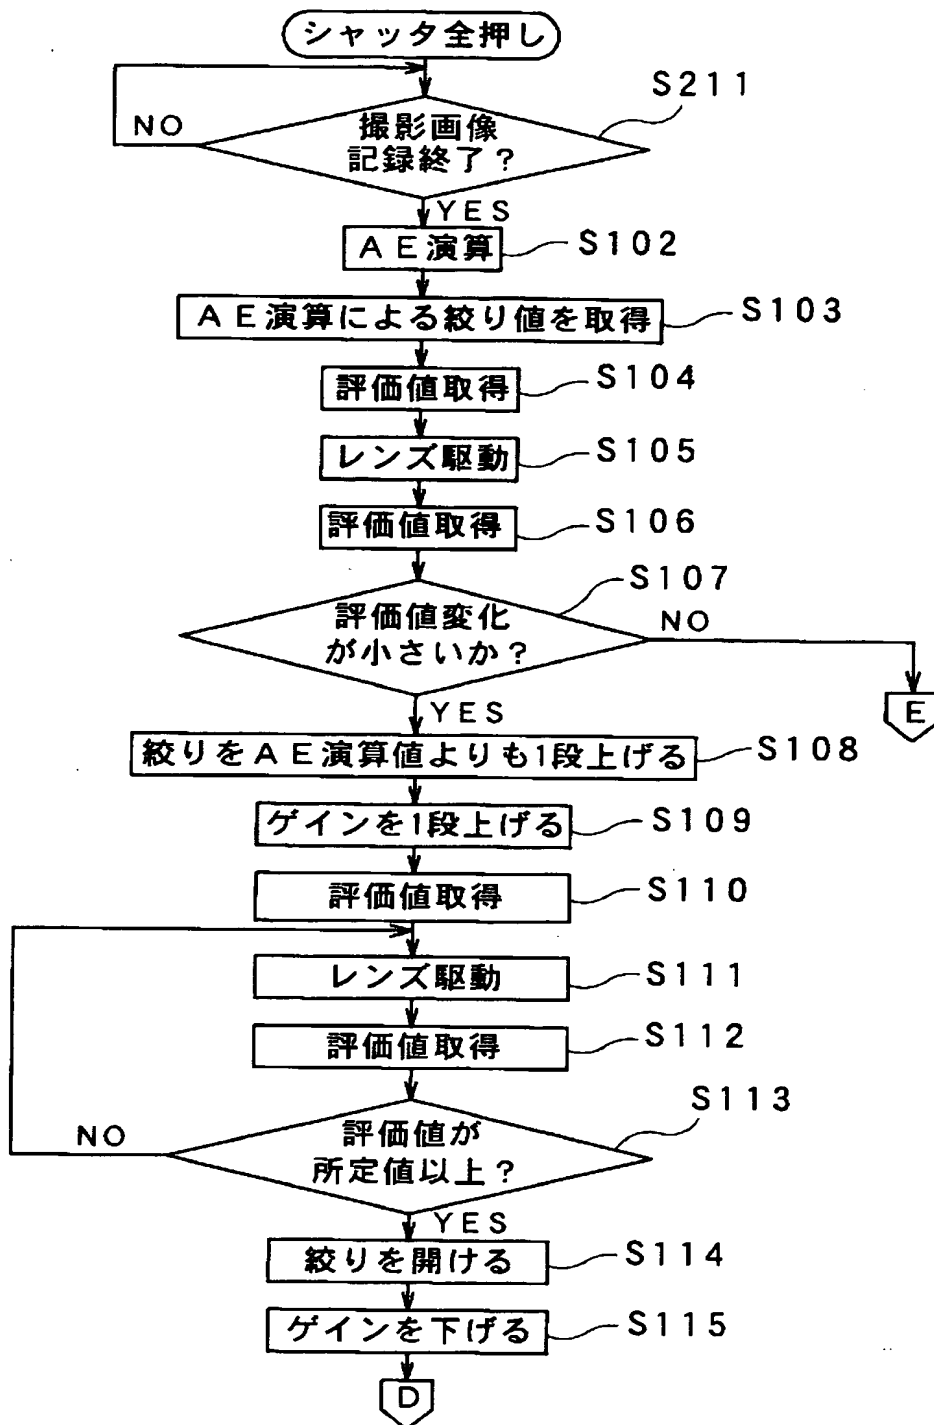 シャッタ全押し
S211
NO
撮影画像
記録終了？
YES
AE演算
S102
AE演算による絞り値を取得
S103
評価値取得
S104
レンズ駆動
S105
評価値取得
S106
S107
評価値変化
が小さいか？
NO
E
YES
絞りをAE演算値よりも1段上げる
S108
ゲインを1段上げる
S109
評価値取得
S110
レンズ駆動
S111
評価値取得
S112
S113
NO
評価値が
所定値以上？
YES
絞りを開ける
S114
ゲインを下げる
S115
D